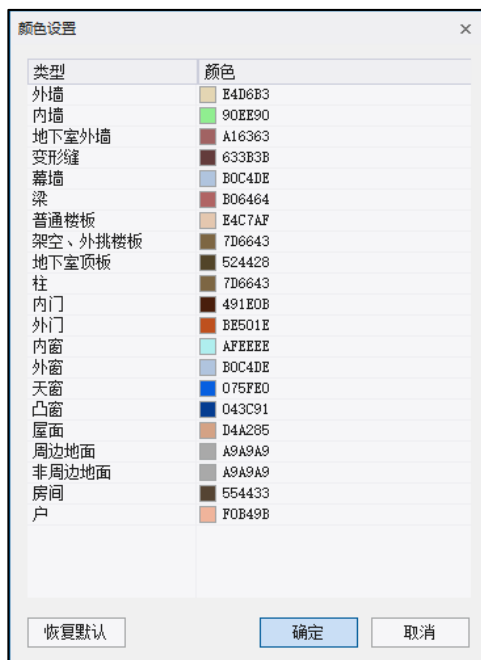 颜色设置
类型 颜色
外墙 E4D6B3
内墙 90EE90
地下室外墙 A16363
变形缝 633B3B
幕墙 B0C4DE
梁 B06464
普通楼板 E4C7AF
架空、外挑楼板 7D6643
地下室顶板 524428
柱 7D6643
内门 491E0B
外门 BE501E
内窗 AFEEEE
外窗 B0C4DE
天窗 075FE0
凸窗 043C91
屋面 D4A285
周边地面 A9A9A9
非周边地面 A9A9A9
房间 554433
户 F0B49B
恢复默认 确定 取消